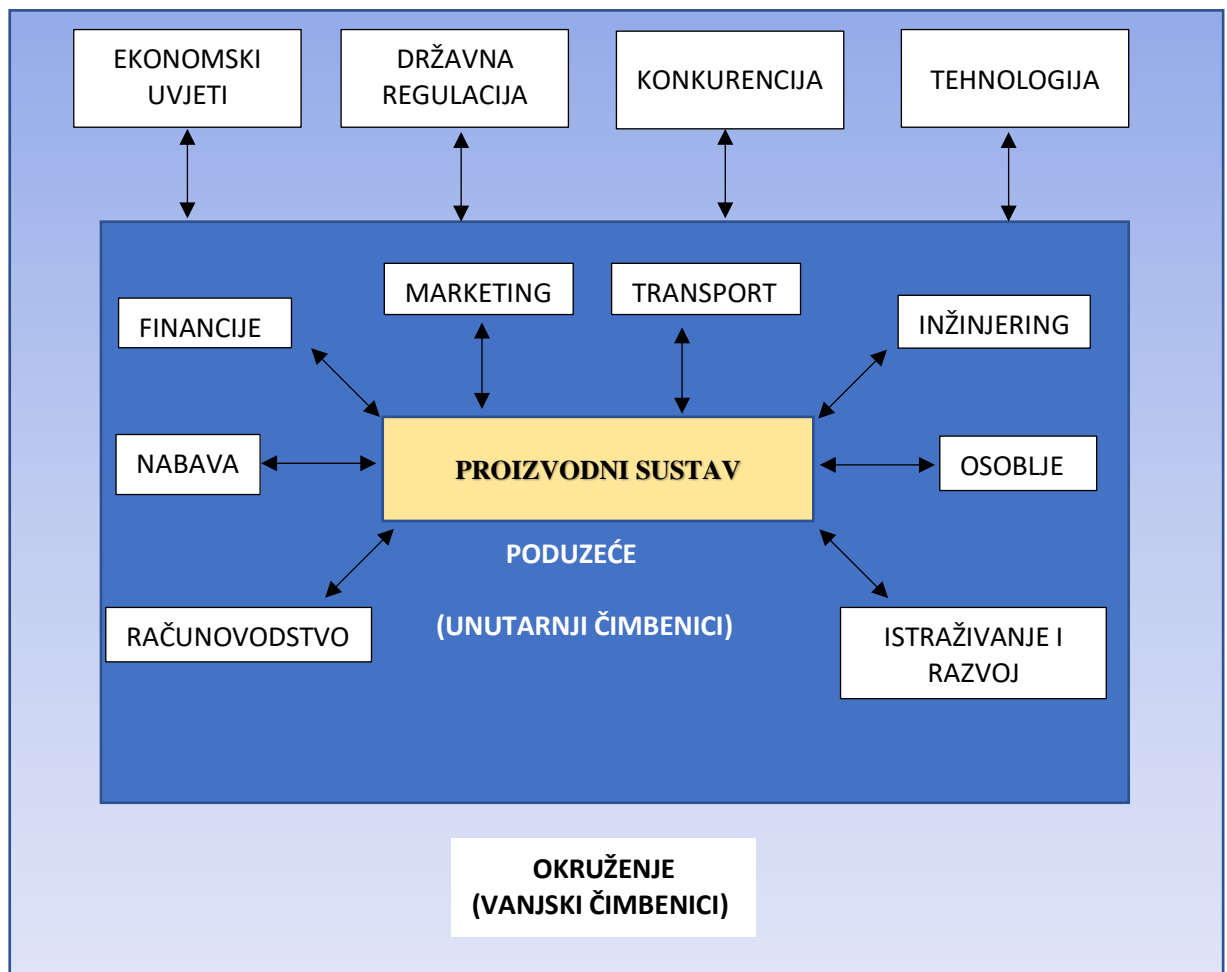 EKONOMSKI
UVJETI
DRŽAVNA
REGULACIJA
KONKURENCIJA
TEHNOLOGIJA
MARKETING
TRANSPORT
FINANCIJE
INŽINJERING
NABAVA
PROIZVODNI SUSTAV
OSOBLJE
PODUZEĆE
(UNUTARNJI ČIMBENICI)
RAČUNOVODSTVO
ISTRAŽIVANJE I
RAZVOJ
OKRUŽENJE
(VANJSKI ČIMBENICI)